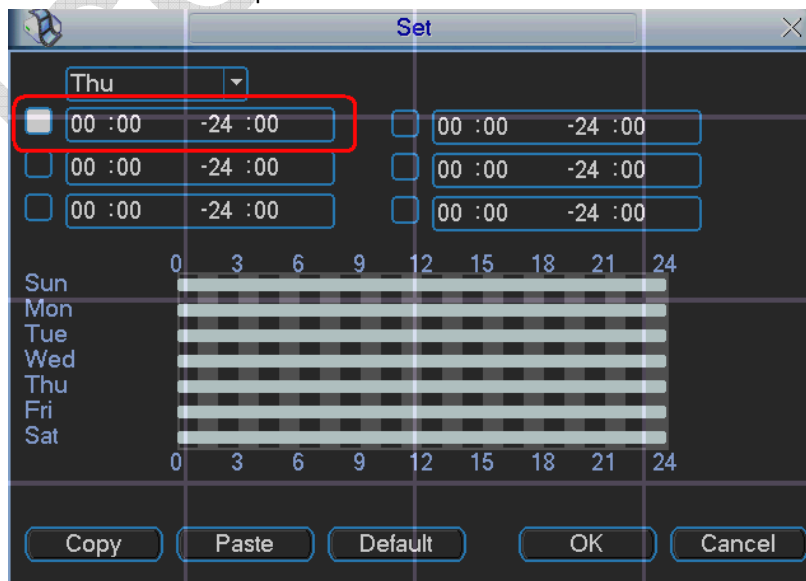 Set
Thu
00 :00 -24 :00 00 :00 -24 :00
00 :00 -24 :00 00 :00 -24 :00
00 :00 -24 :00 00 :00 -24 :00
0 3 6 9 12 15 18 21 24
Sun
Mon
Tue
Wed
Thu
Fri
Sat
0 3 6 9 12 15 18 21 24
Copy Paste Default OK Cancel